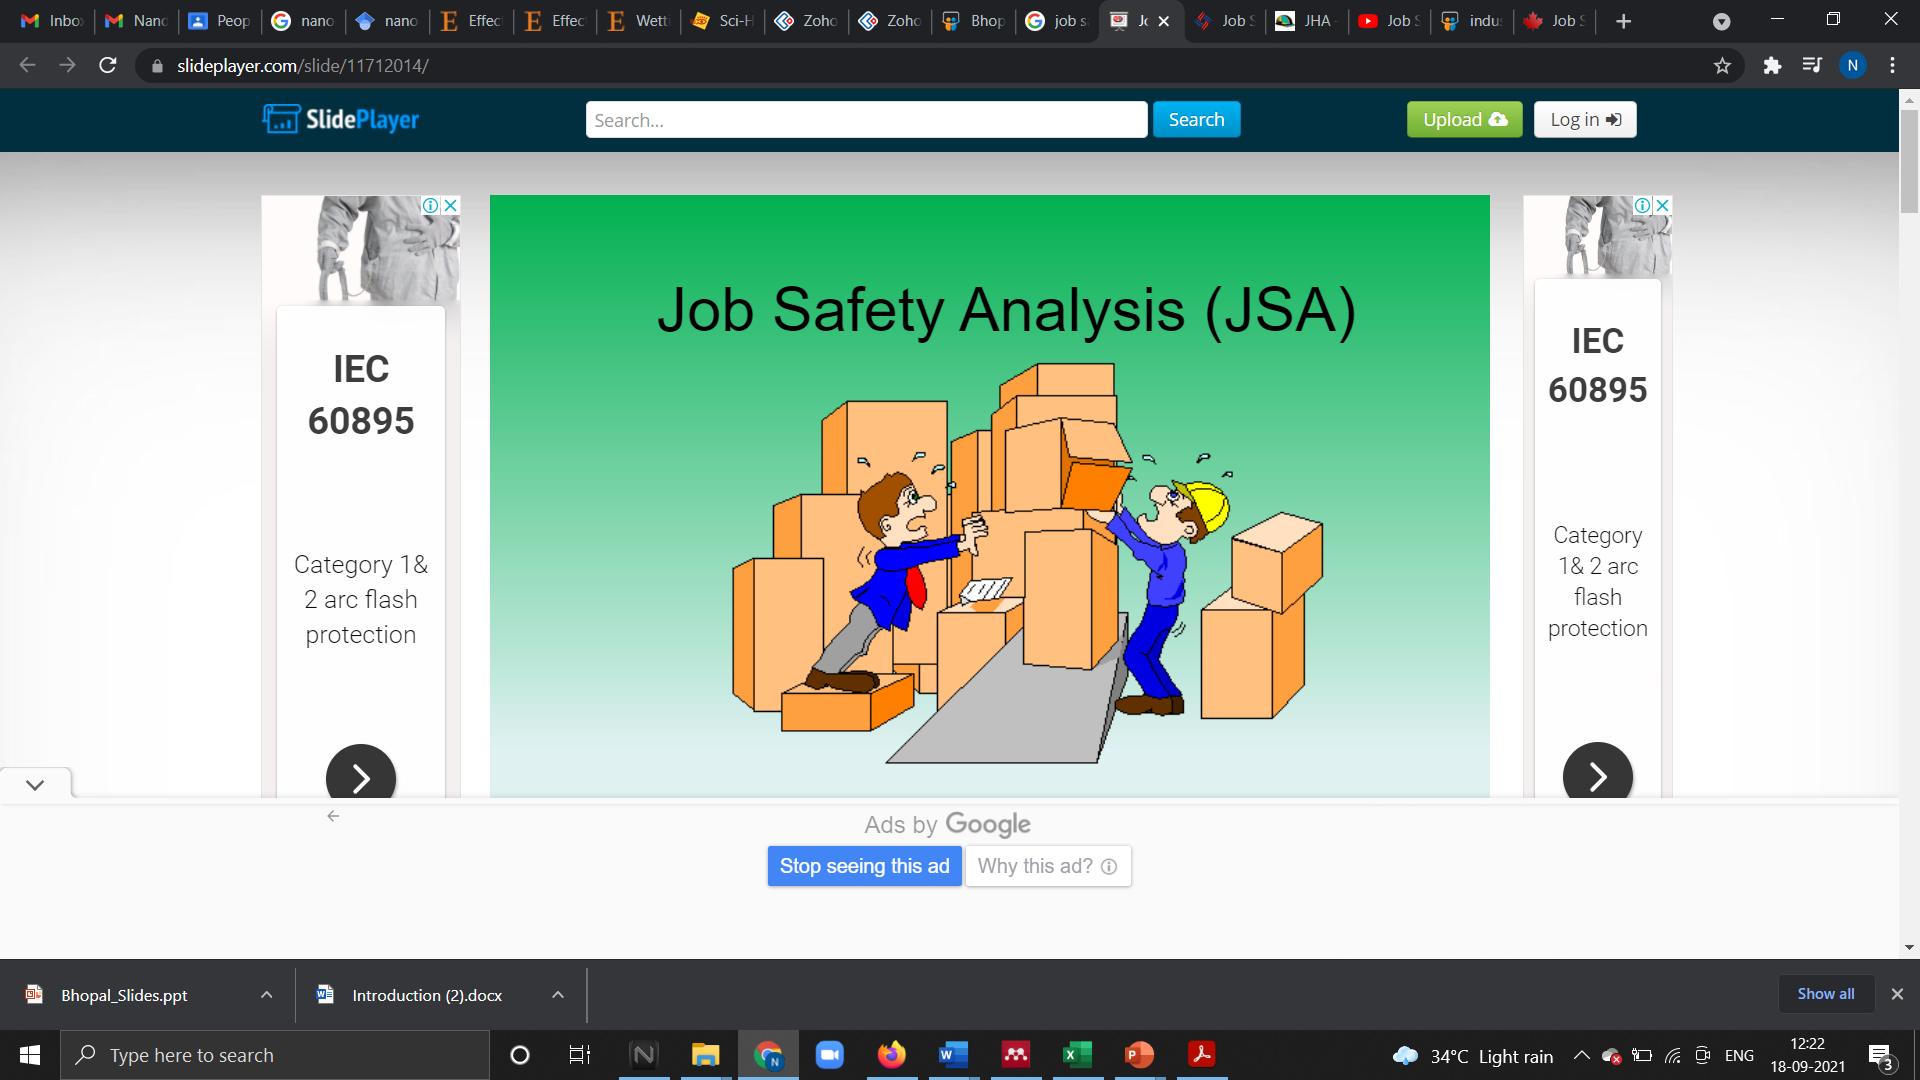 Inbo
Nano
Peop
nano
nano
Effec
Effec
Wett
Sci-H
Zoho
Zoho
Bhop
job s
Jo
Job S
JHA -
Job S
indu
Job S
slideplayer.com/slide/11712014/
N
SlidePlayer
Search...
Search
Upload
Log in
Job Safety Analysis (JSA)
IEC
60895
Category 1&
2 arc flash
protection
IEC
60895
Category
1& 2 arc
flash
protection
Ads by Google
Stop seeing this ad
Why this ad?
Bhopal_Slides.ppt
Introduction (2).docx
Show all
Type here to search
34°C Light rain
ENG
12:22
18-09-2021
3